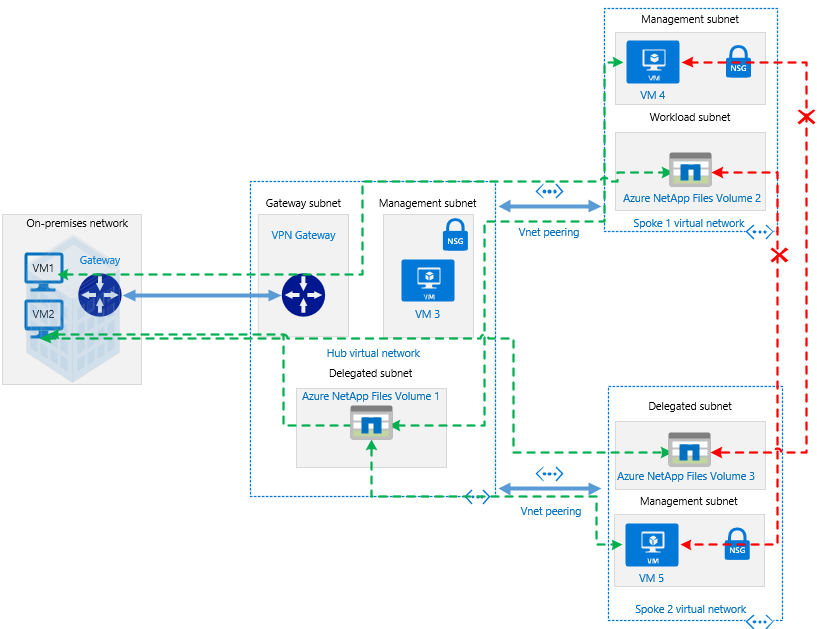 Management subnet
VM
NSG
VM 4
Workload subnet
Azure NetApp Files Volume 2
Spoke 1 virtual network
Gateway subnet
Management subnet
VPN Gateway
NSG
VM
VM 3
Vnet peering
On-premises network
Gateway
VM1
VM2
Hub virtual network
Delegated subnet
Azure NetApp Files Volume 1
Vnet peering
Delegated subnet
Azure NetApp Files Volume 3
Management subnet
VM
NSG
VM 5
Spoke 2 virtual network